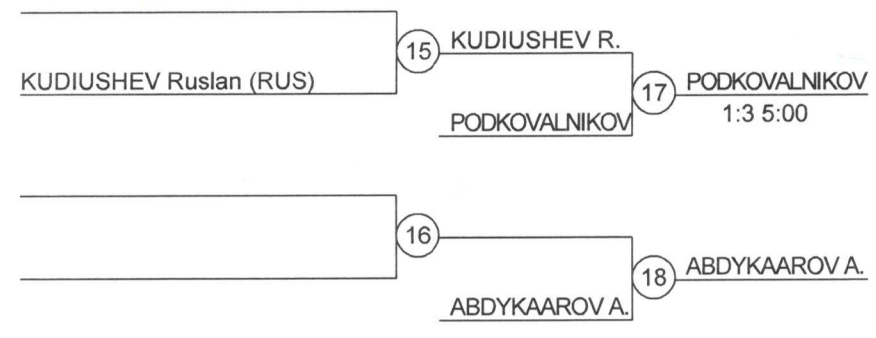 15 KUDIUSHEV R.
KUDIUSHEV Ruslan (RUS)
17 PODKOVALNIKOV
PODKOVALNIKOV
1:3 5:00
16
18 ABDYKAAROV A.
ABDYKAAROV A.